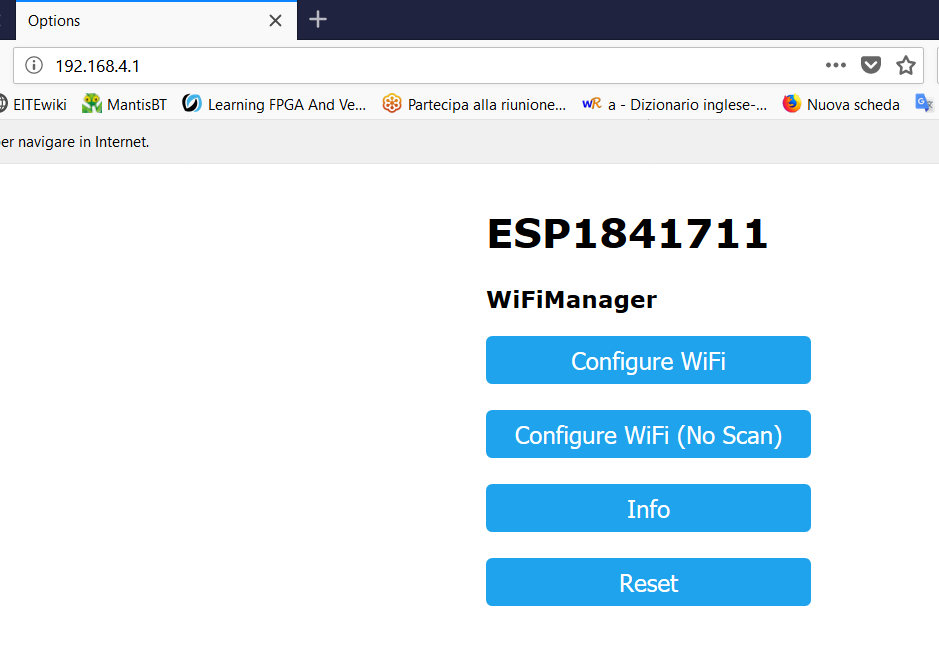 Options
192.168.4.1
EITEwiki MantisBT Learning FPGA And Ve... Partecipa alla riunione... wR a - Dizionario inglese-... Nuova scheda G
er navigare in Internet.
ESP1841711
WiFiManager
Configure WiFi
Configure WiFi (No Scan)
Info
Reset